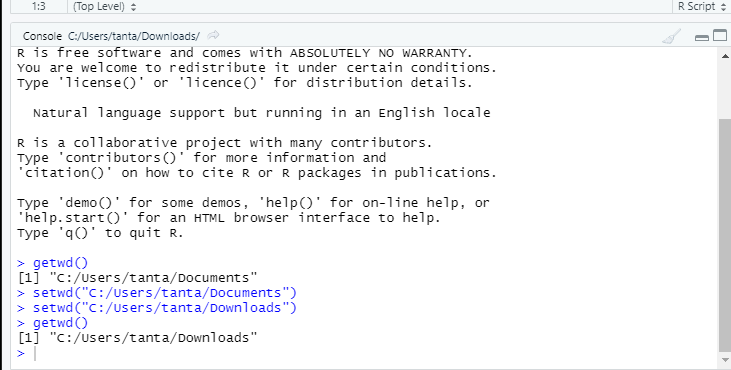 1:3 (Top Level) R Script
Console C:/Users/tanta/Downloads/
R is free software and comes with ABSOLUTELY NO WARRANTY.
You are welcome to redistribute it under certain conditions.
Type 'license()' or 'licence()' for distribution details.
Natural language support but running in an English locale
R is a collaborative project with many contributors.
Type 'contributors()' for more information and
'citation()' on how to cite R or R packages in publications.
Type 'demo()' for some demos, 'help()' for on-line help, or
'help.start()' for an HTML browser interface to help.
Type 'q()' to quit R.
> getwd()
[1] "C:/Users/tanta/Documents"
> setwd("C:/Users/tanta/Documents")
> setwd("C:/Users/tanta/Downloads")
> getwd()
[1] "C:/Users/tanta/Downloads"
>